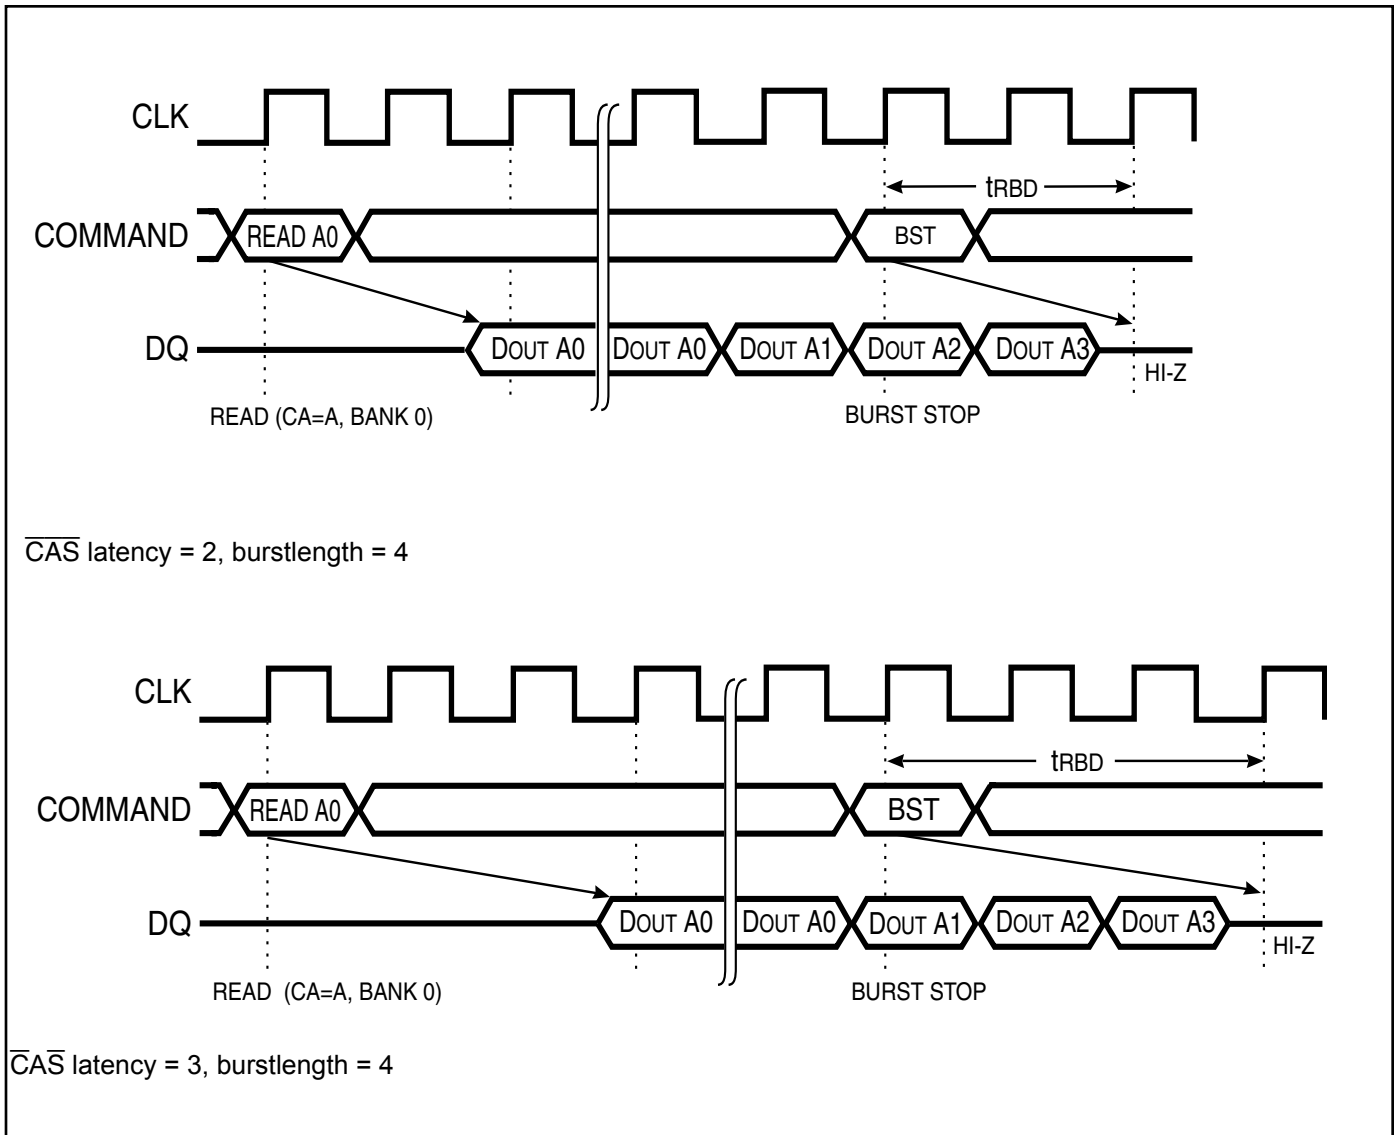 CLK
tRBD
COMMAND READ A0 BST
DQ DOUT A0 DOUT A0 DOUT A1 DOUT A2 DOUT A3
HI-Z
READ (CA=A, BANK 0) BURST STOP
C̅A̅S̅ latency = 2, burstlength = 4
CLK
tRBD
COMMAND READ A0 BST
DQ DOUT A0 DOUT A0 DOUT A1 DOUT A2 DOUT A3
HI-Z
READ (CA=A, BANK 0) BURST STOP
C̅AS̅ latency = 3, burstlength = 4